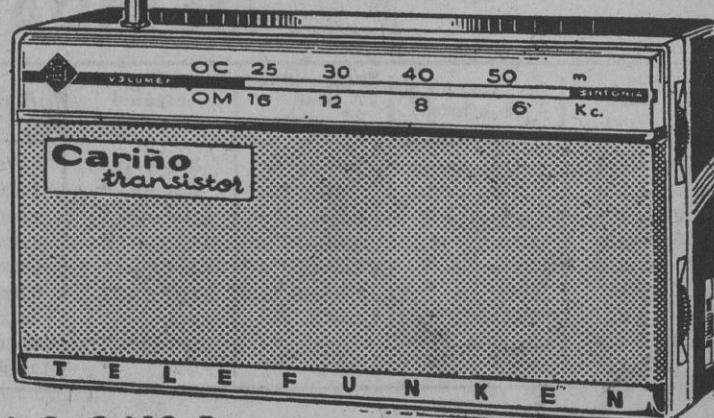 OC 25 30 40 50 m
VOLUMEN SINTONIA
OM 16 12 8 6 Kc.
Cariño
transistor
TELEFUNKEN